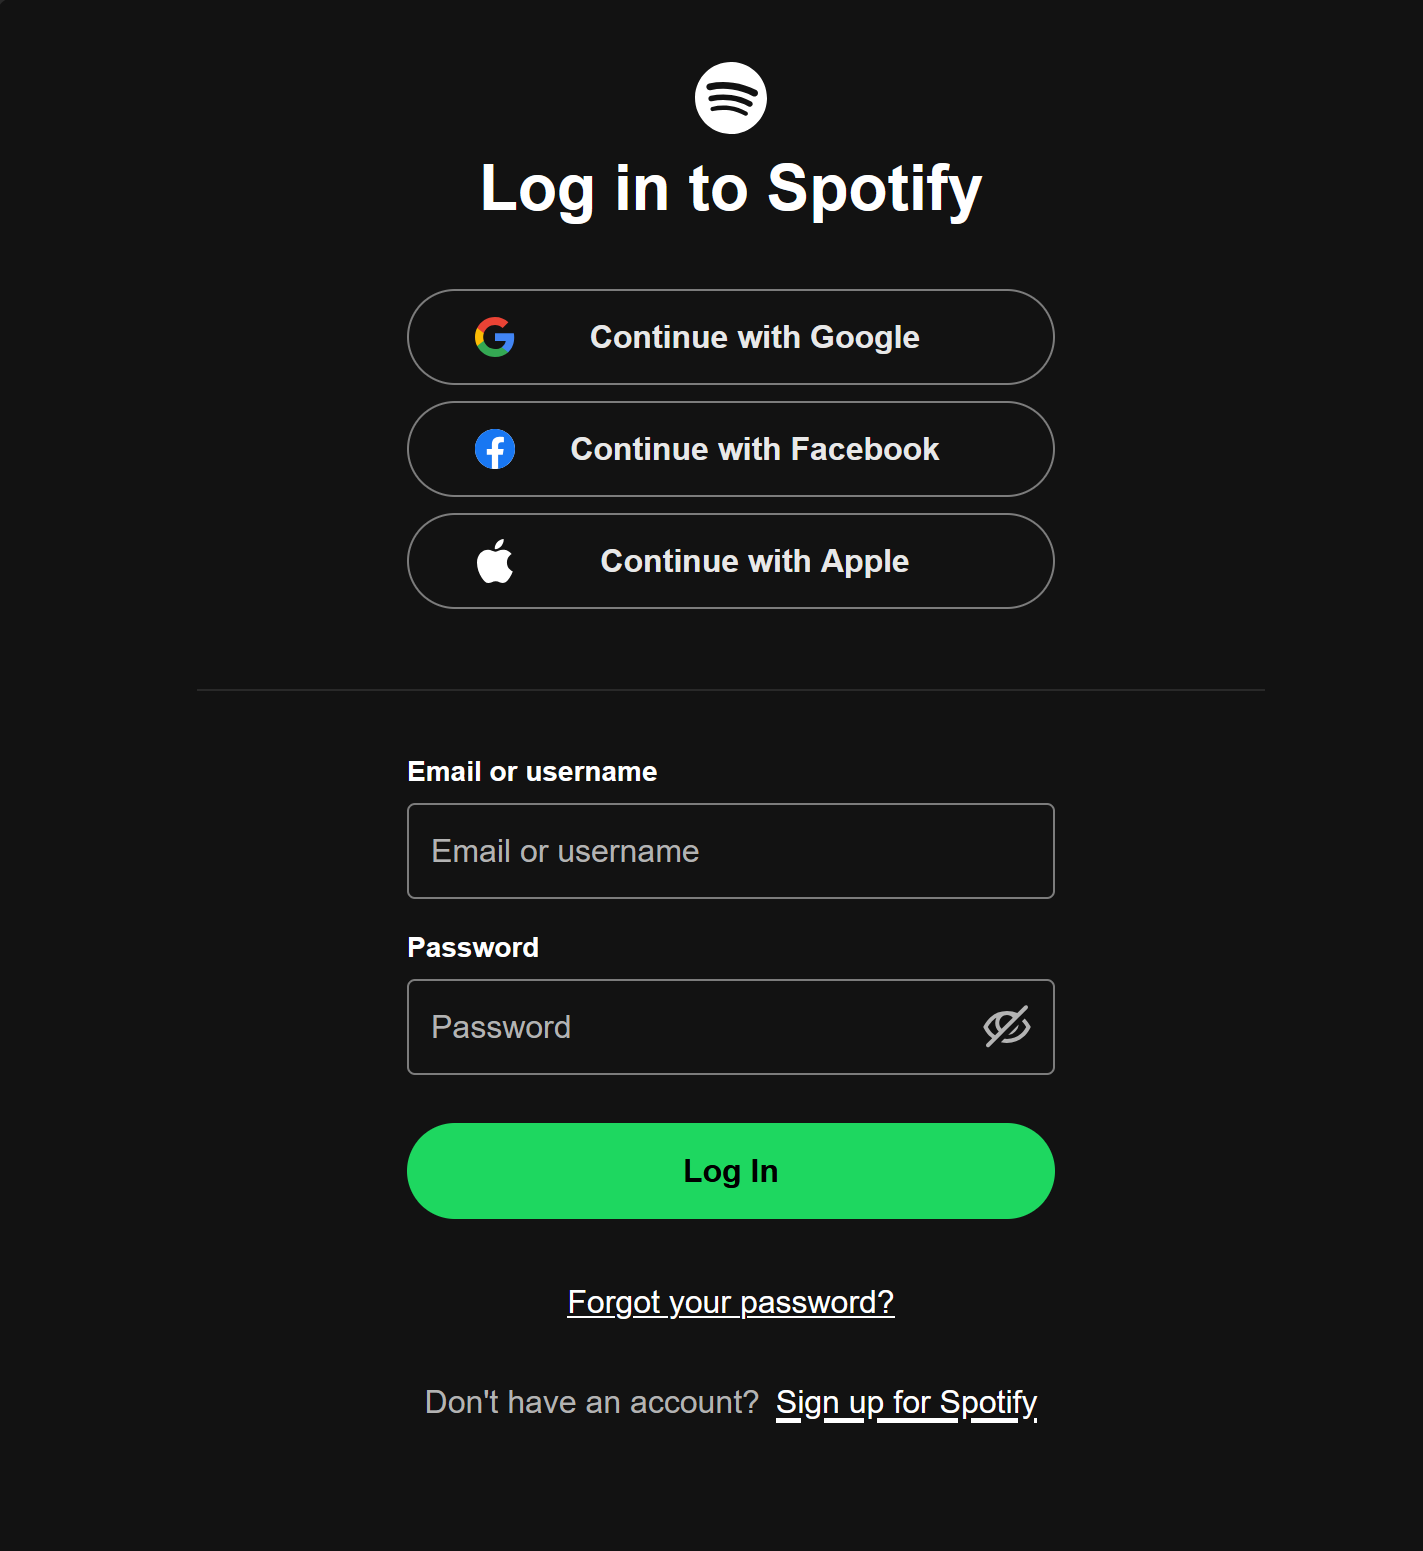 Log in to Spotify
Continue with Google
Continue with Facebook
Continue with Apple
Email or username
Email or username
Password
Password
Log In
Forgot your password?
Don't have an account? Sign up for Spotify